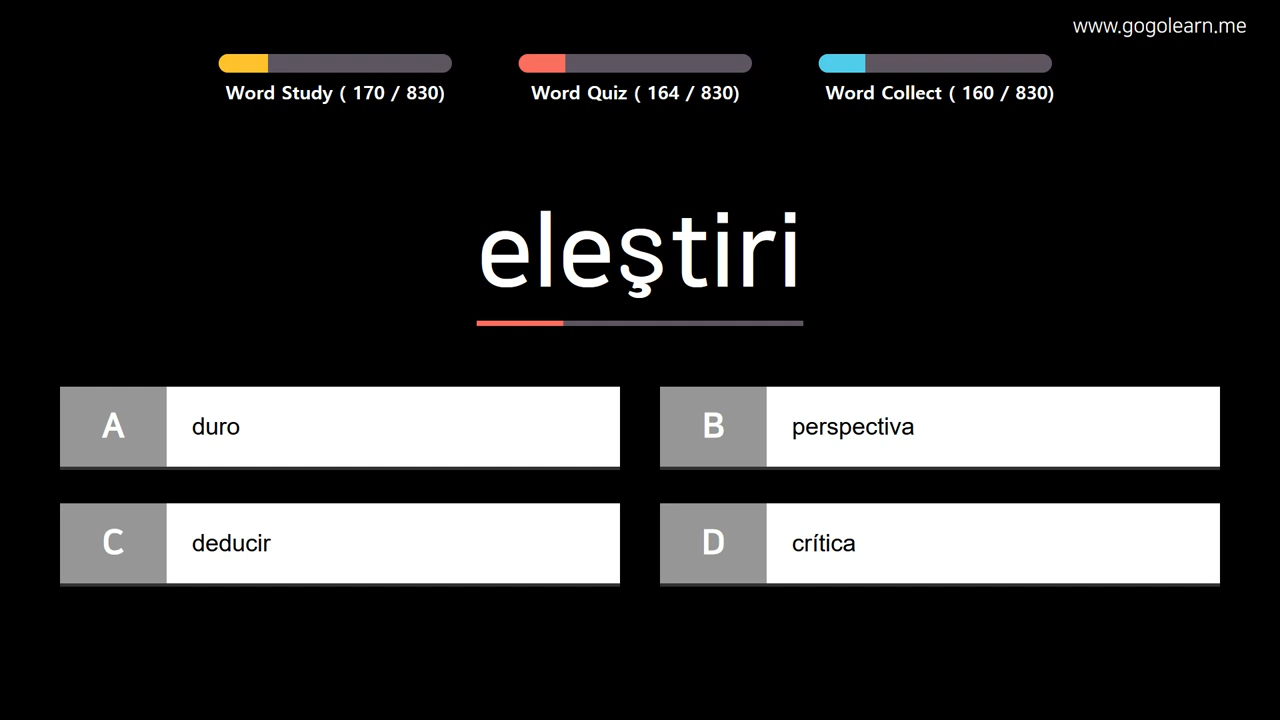 www.gogolearn.me
Word Study ( 170 / 830)
Word Quiz ( 164 / 830)
Word Collect ( 160 / 830)
eleştiri
A duro
B perspectiva
C deducir
D crítica